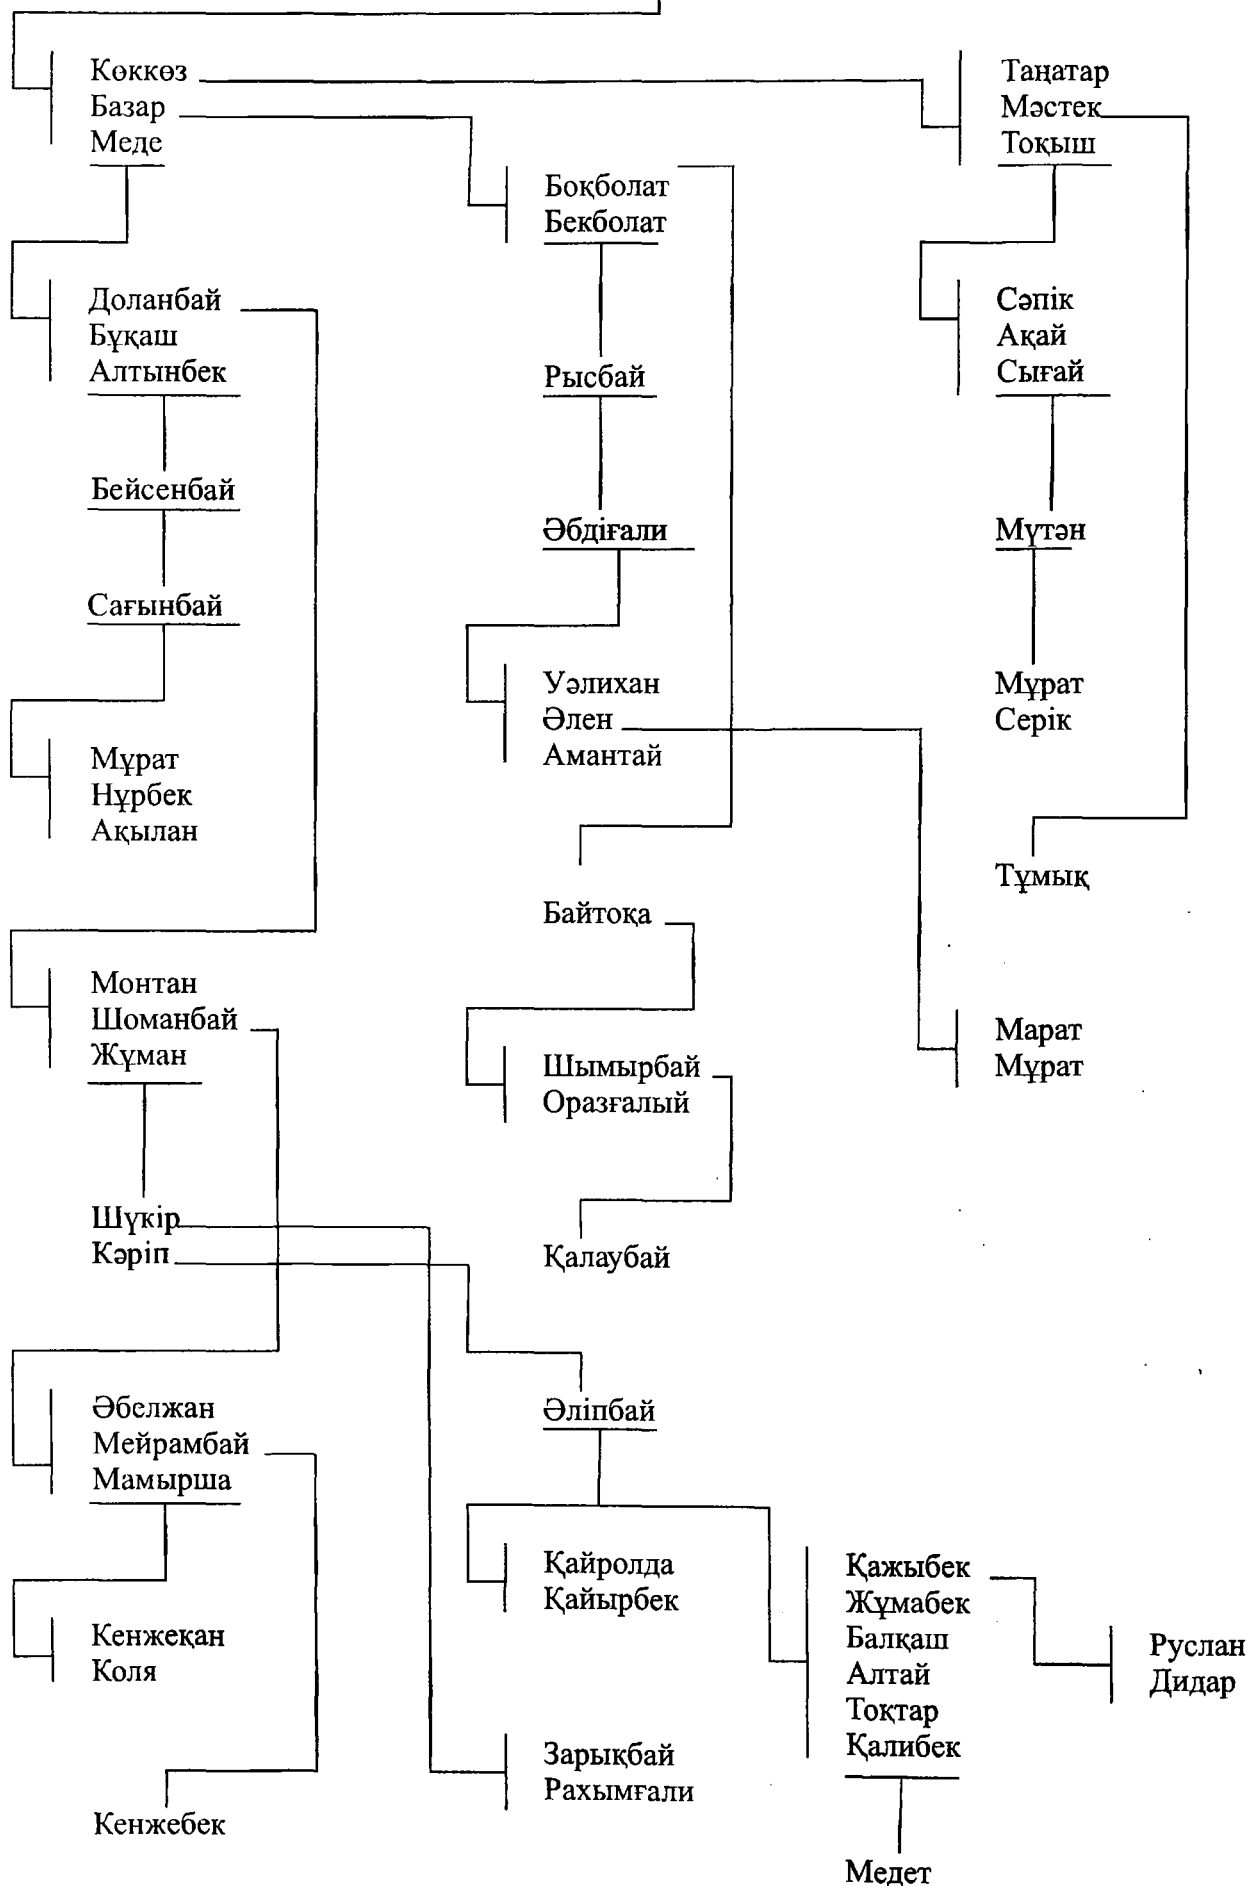 Көккөз
Базар
Меде
Таңатар
Мәстек
Тоқыш
Боқболат
Бекболат
Доланбай
Бұқаш
Алтынбек
Сәпік
Ақай
Сығай
Рысбай
Бейсенбай
Әбдіғали
Мүтән
Сағынбай
Уәлихан
Әлен
Амантай
Мұрат
Серік
Мұрат
Нұрбек
Ақылан
Тұмық
Байтоқа
Монтан
Шоманбай
Жұман
Марат
Мұрат
Шымырбай
Оразғалый
Шүкір
Кәріп
Қалаубай
Әбелжан
Мейрамбай
Мамырша
Әліпбай
Қайролда
Қайырбек
Қажыбек
Жұмабек
Балқаш
Алтай
Тоқтар
Қалибек
Руслан
Дидар
Кенжеқан
Коля
Зарықбай
Рахымғали
Кенжебек
Медет